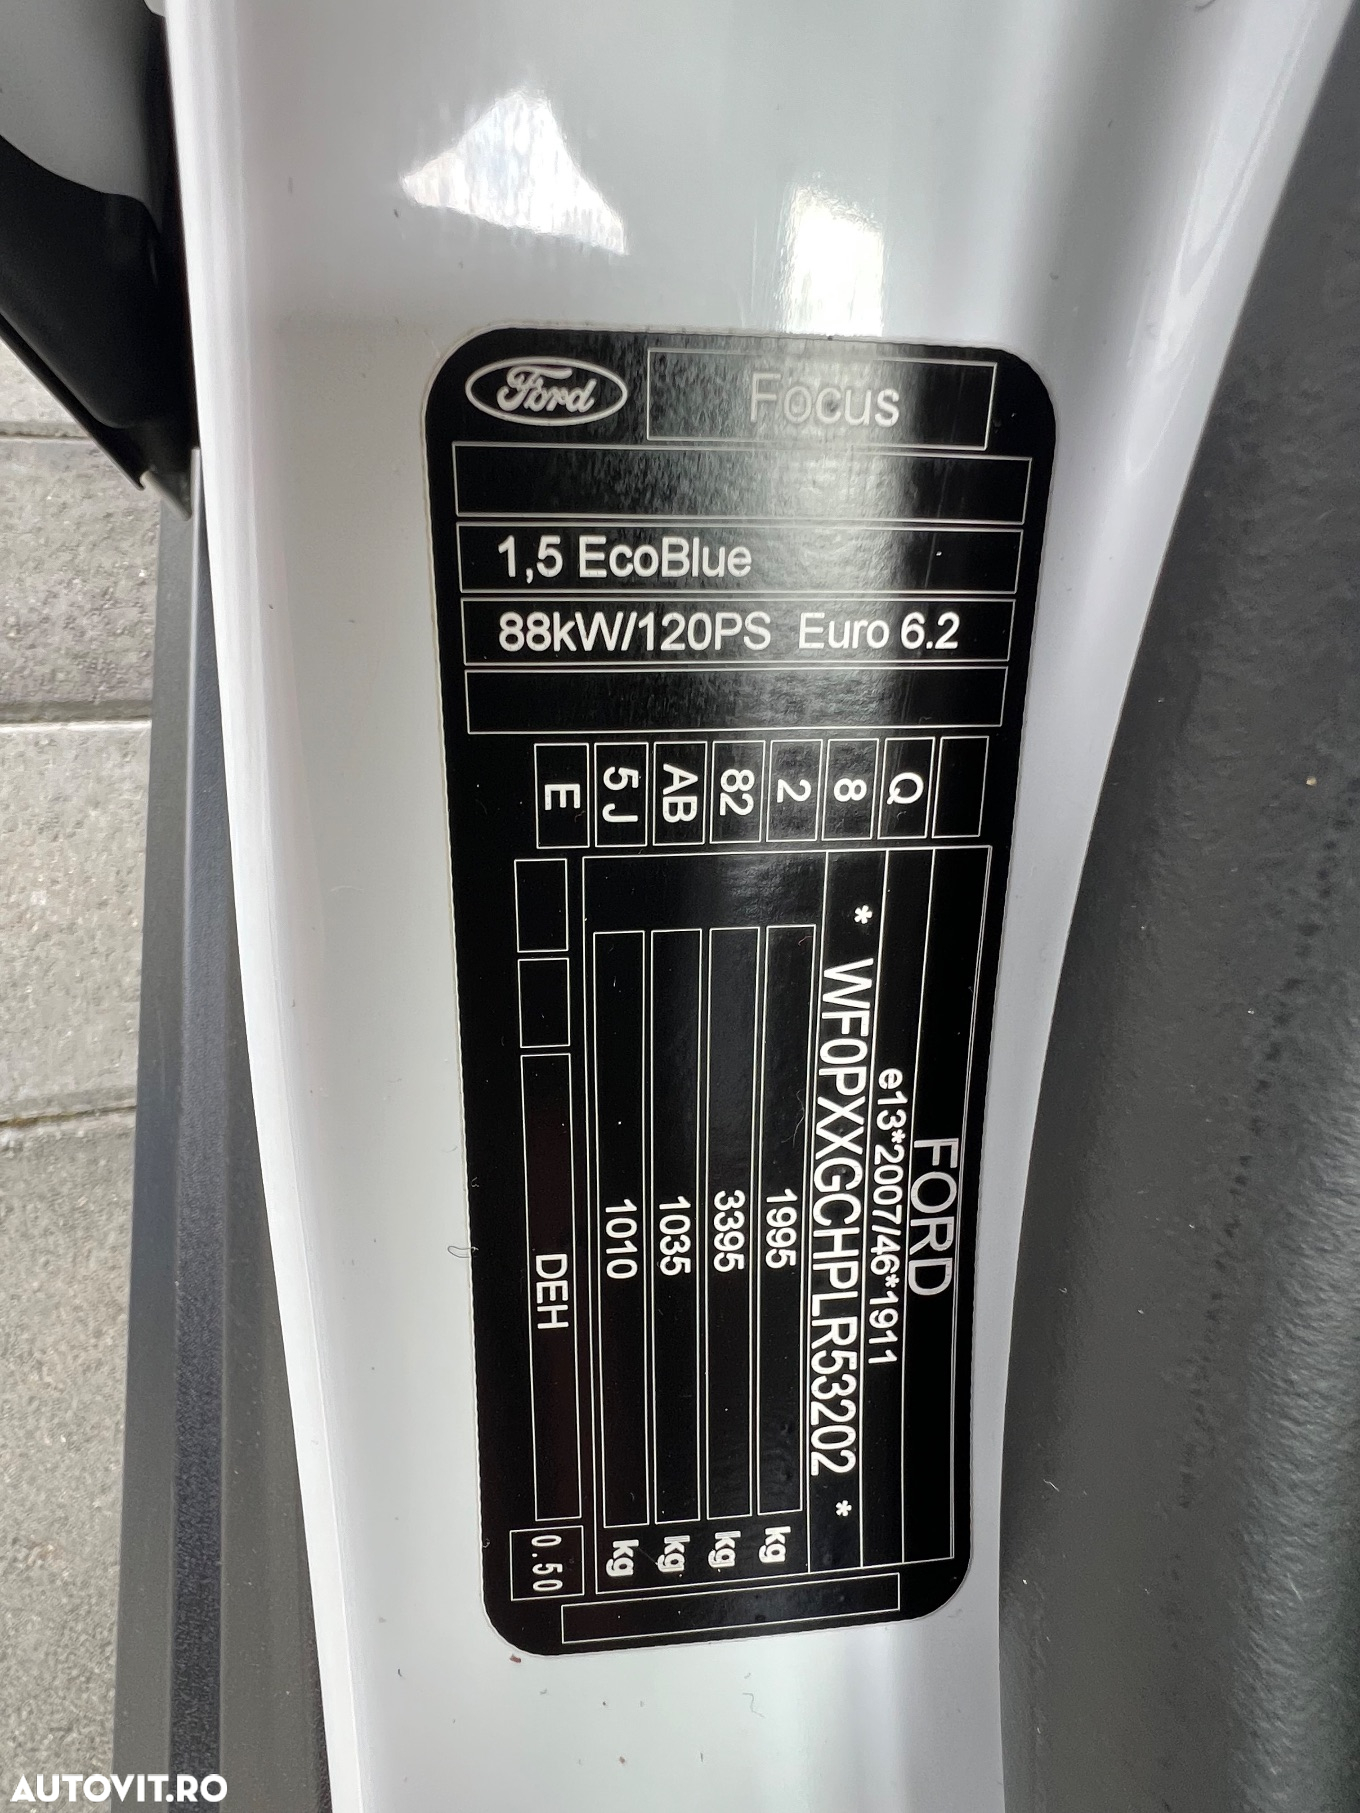 Ford
Focus
1,5 EcoBlue
88kW/120PS Euro 6.2
Q
8
2
82
AB
5J
E
FORD
e13*2007/46*1911
* WF0PXXGCHPLR53202 *
1995 kg
3395 kg
1035 kg
1010 kg
DEH
0.50
AUTOVIT.RO